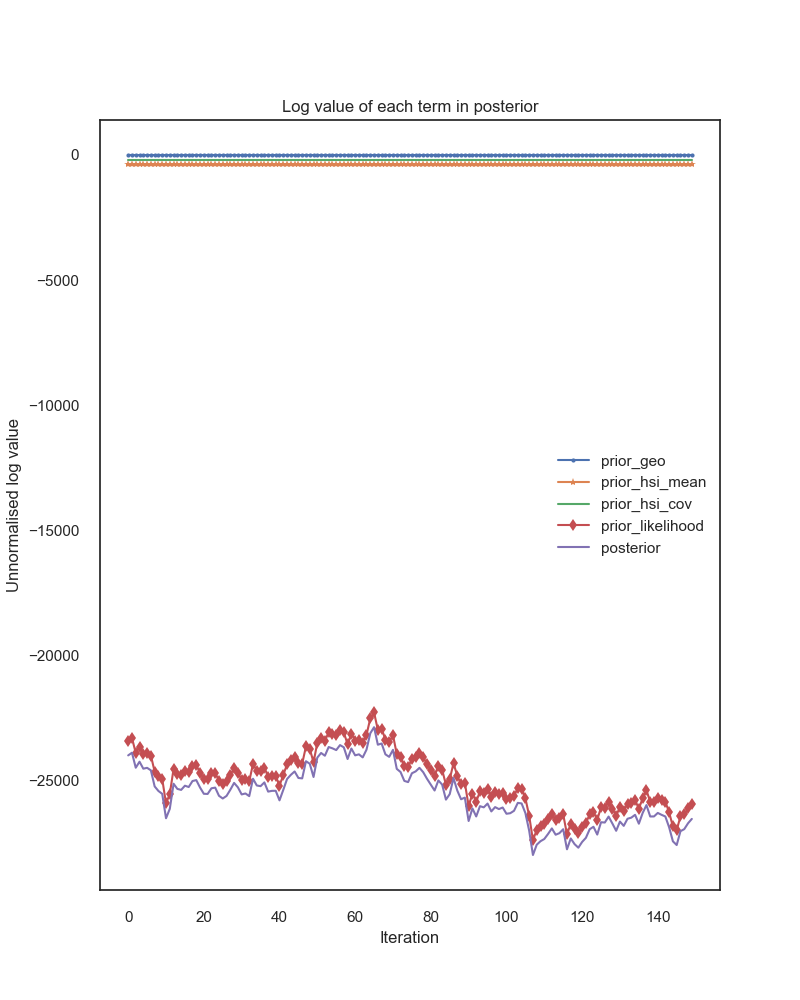 Log value of each term in posterior
Unnormalised log value
0
−5000
−10000
−15000
−20000
−25000
prior_geo
prior_hsi_mean
prior_hsi_cov
prior_likelihood
posterior
0 20 40 60 80 100 120 140
Iteration